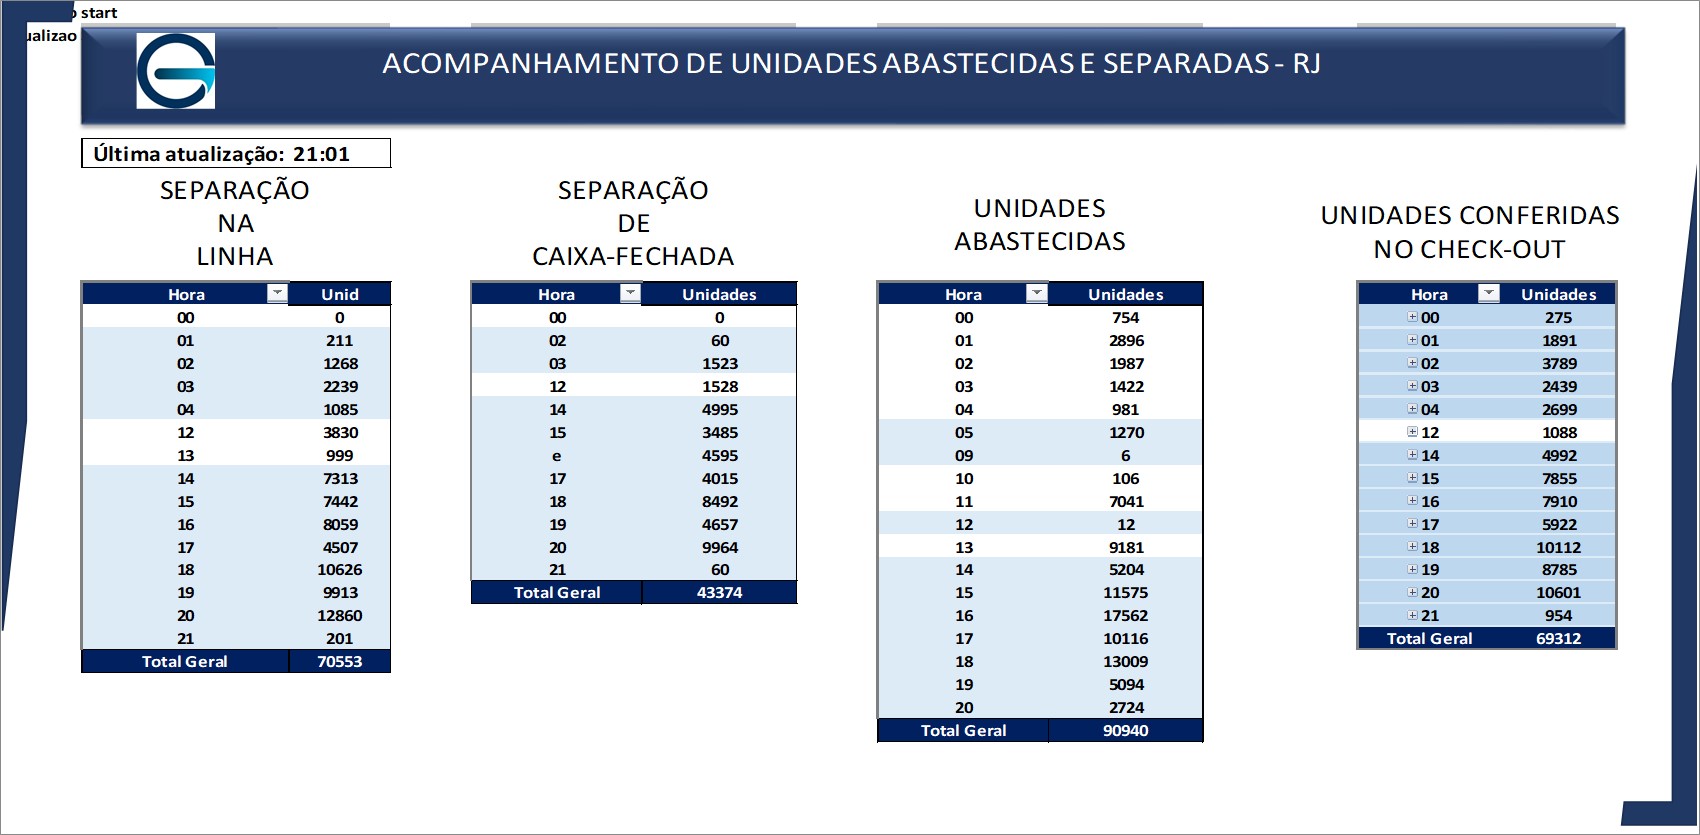 o start
ualizao
ACOMPANHAMENTO DE UNIDADES ABASTECIDAS E SEPARADAS - RJ
Última atualização: 21:01
SEPARAÇÃO
NA
LINHA
Hora Unid
00 0
01 211
02 1268
03 2239
04 1085
12 3830
13 999
14 7313
15 7442
16 8059
17 4507
18 10626
19 9913
20 12860
21 201
Total Geral 70553
SEPARAÇÃO
DE
CAIXA-FECHADA
Hora Unidades
00 0
02 60
03 1523
12 1528
14 4995
15 3485
e 4595
17 4015
18 8492
19 4657
20 9964
21 60
Total Geral 43374
UNIDADES
ABASTECIDAS
Hora Unidades
00 754
01 2896
02 1987
03 1422
04 981
05 1270
09 6
10 106
11 7041
12 12
13 9181
14 5204
15 11575
16 17562
17 10116
18 13009
19 5094
20 2724
Total Geral 90940
UNIDADES CONFERIDAS
NO CHECK-OUT
Hora Unidades
00 275
01 1891
02 3789
03 2439
04 2699
12 1088
14 4992
15 7855
16 7910
17 5922
18 10112
19 8785
20 10601
21 954
Total Geral 69312